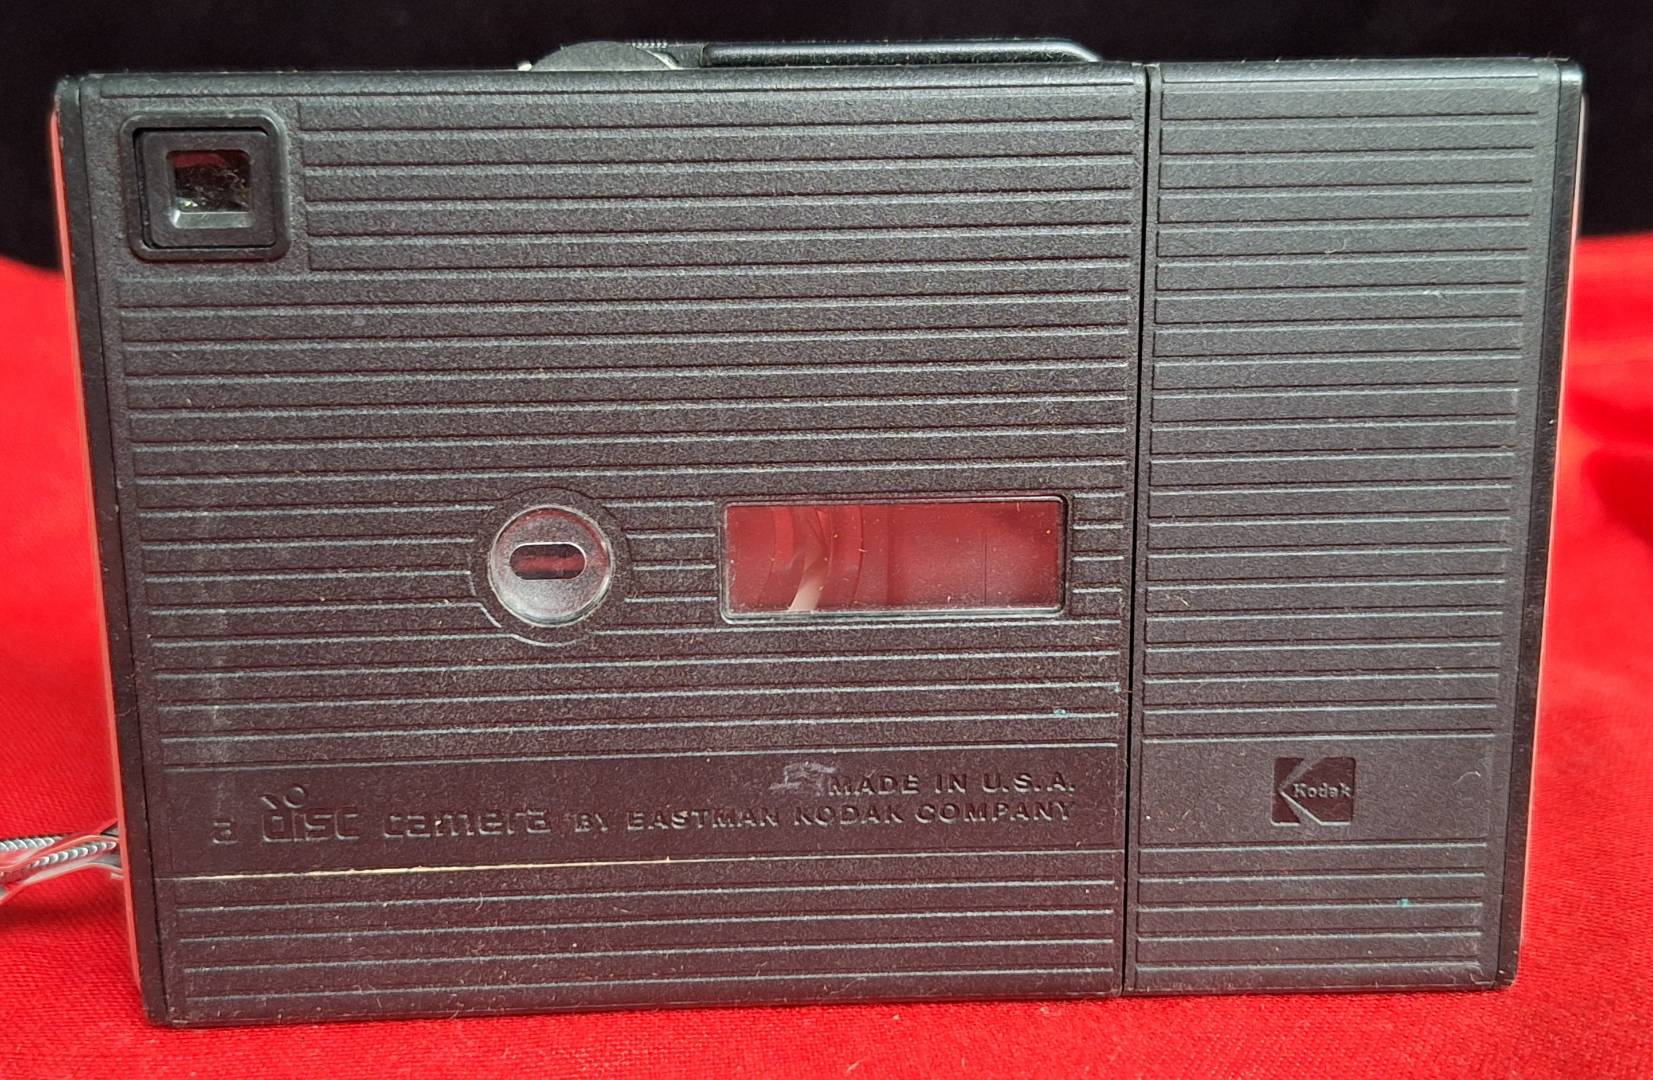 MADE IN U.S.A.
a disc camera BY EASTMAN KODAK COMPANY
Kodak